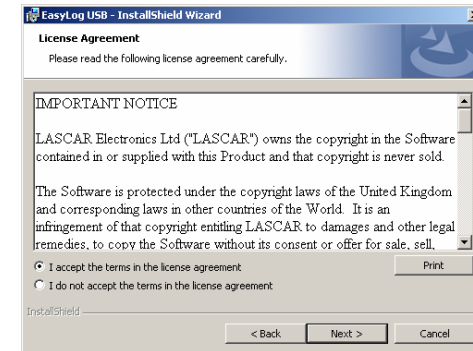 EasyLog USB - InstallShield Wizard
License Agreement
Please read the following license agreement carefully.
IMPORTANT NOTICE
LASCAR Electronics Ltd ("LASCAR") owns the copyright in the Software
contained in or supplied with this Product and that copyright is never sold.
The Software is protected under the copyright laws of the United Kingdom
and corresponding laws in other countries of the World. It is an
infringement of that copyright entitling LASCAR to damages and other legal
remedies, to copy the Software without its consent or offer for sale, sell,
I accept the terms in the license agreement
Print
I do not accept the terms in the license agreement
InstallShield
< Back Next > Cancel